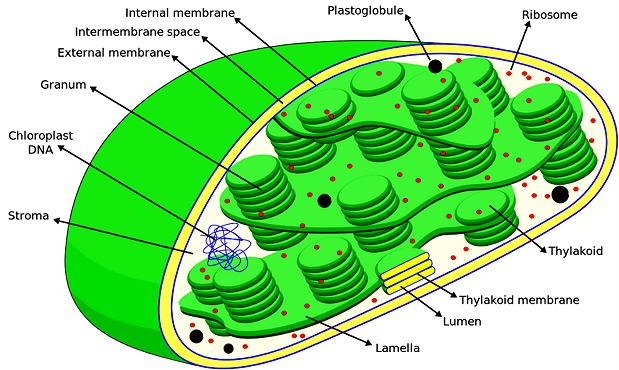 Internal membrane
Intermembrane space
External membrane
Granum
Chloroplast
DNA
Stroma
Plastoglobule
Ribosome
Thylakoid
Thylakoid membrane
Lumen
Lamella